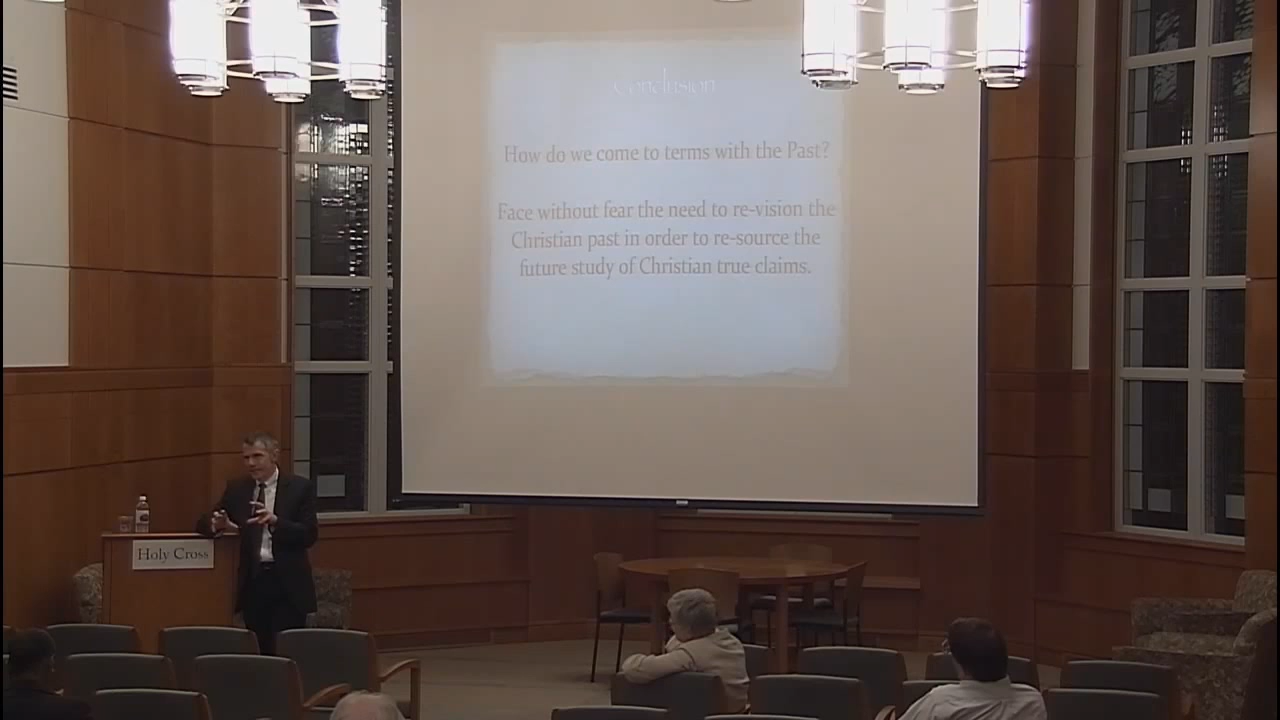 Conclusion
How do we come to terms with the Past?
Face without fear the need to re-vision the
Christian past in order to re-source the
future study of Christian true claims.
Holy Cross